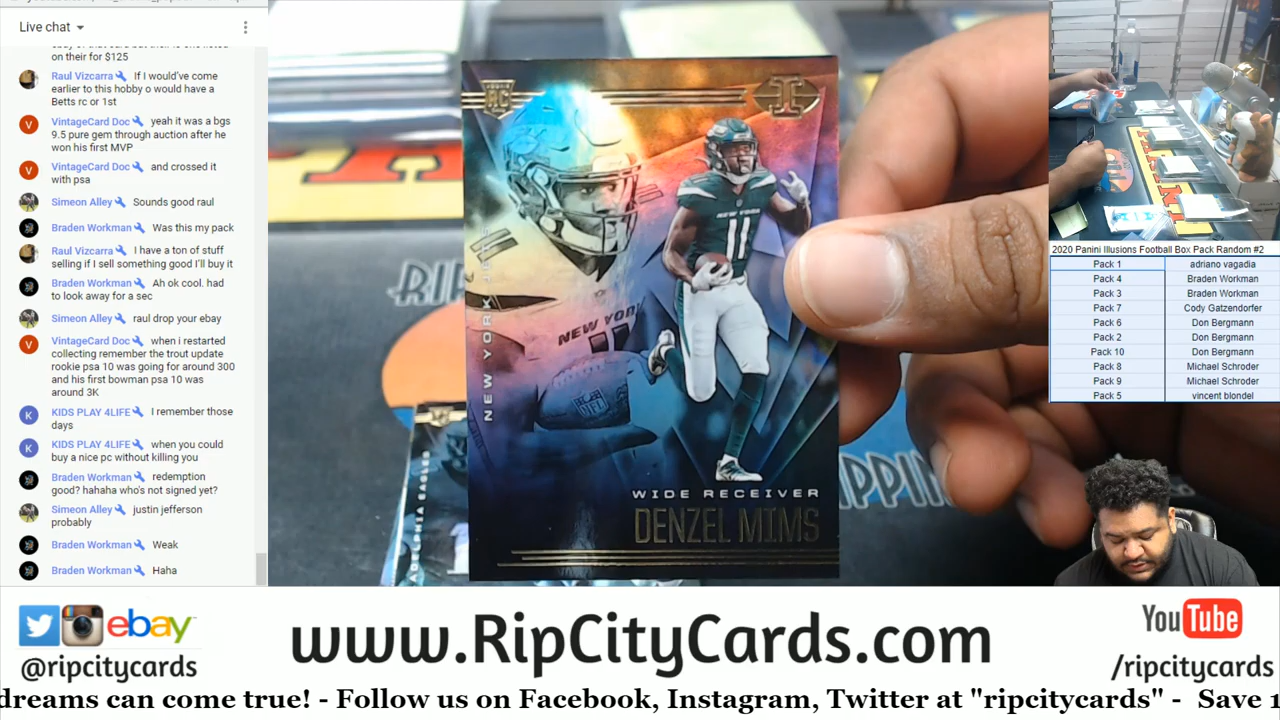 Live chat
on their for $125
Raul Vizcarra If I would've come
earlier to this hobby o would have a
Betts rc or 1st
VintageCard Doc yeah it was a bgs
9.5 pure gem through auction after he
won his first MVP
VintageCard Doc and crossed it
with psa
Simeon Alley Sounds good raul
Braden Workman Was this my pack
Raul Vizcarra I have a ton of stuff
selling if I sell something good I'll buy it
Braden Workman Ah ok cool. had
to look away for a sec
Simeon Alley raul drop your ebay
VintageCard Doc when i restarted
collecting remember the trout update
rookie psa 10 was going for around 300
and his first bowman psa 10 was
around 3K
KIDS PLAY 4LIFE I remember those
days
KIDS PLAY 4LIFE when you could
buy a nice pc without killing you
Braden Workman redemption
good? hahaha who's not signed yet?
Simeon Alley justin jefferson
probably
Braden Workman Weak
Braden Workman Haha
RC
NEW YORK JETS
NEW YORK
11
NEW YORK
NFL
WIDE RECEIVER
DENZEL MIMS
2020 Panini Illusions Football Box Pack Random #2
Pack 1 adriano vagadia
Pack 4 Braden Workman
Pack 3 Braden Workman
Pack 7 Cody Gatzendorfer
Pack 6 Don Bergmann
Pack 2 Don Bergmann
Pack 10 Don Bergmann
Pack 8 Michael Schroder
Pack 9 Michael Schroder
Pack 5 vincent blondel
ebay
@ripcitycards
www.RipCityCards.com
YouTube
/ripcitycards
dreams can come true! - Follow us on Facebook, Instagram, Twitter at "ripcitycards" - Save 1